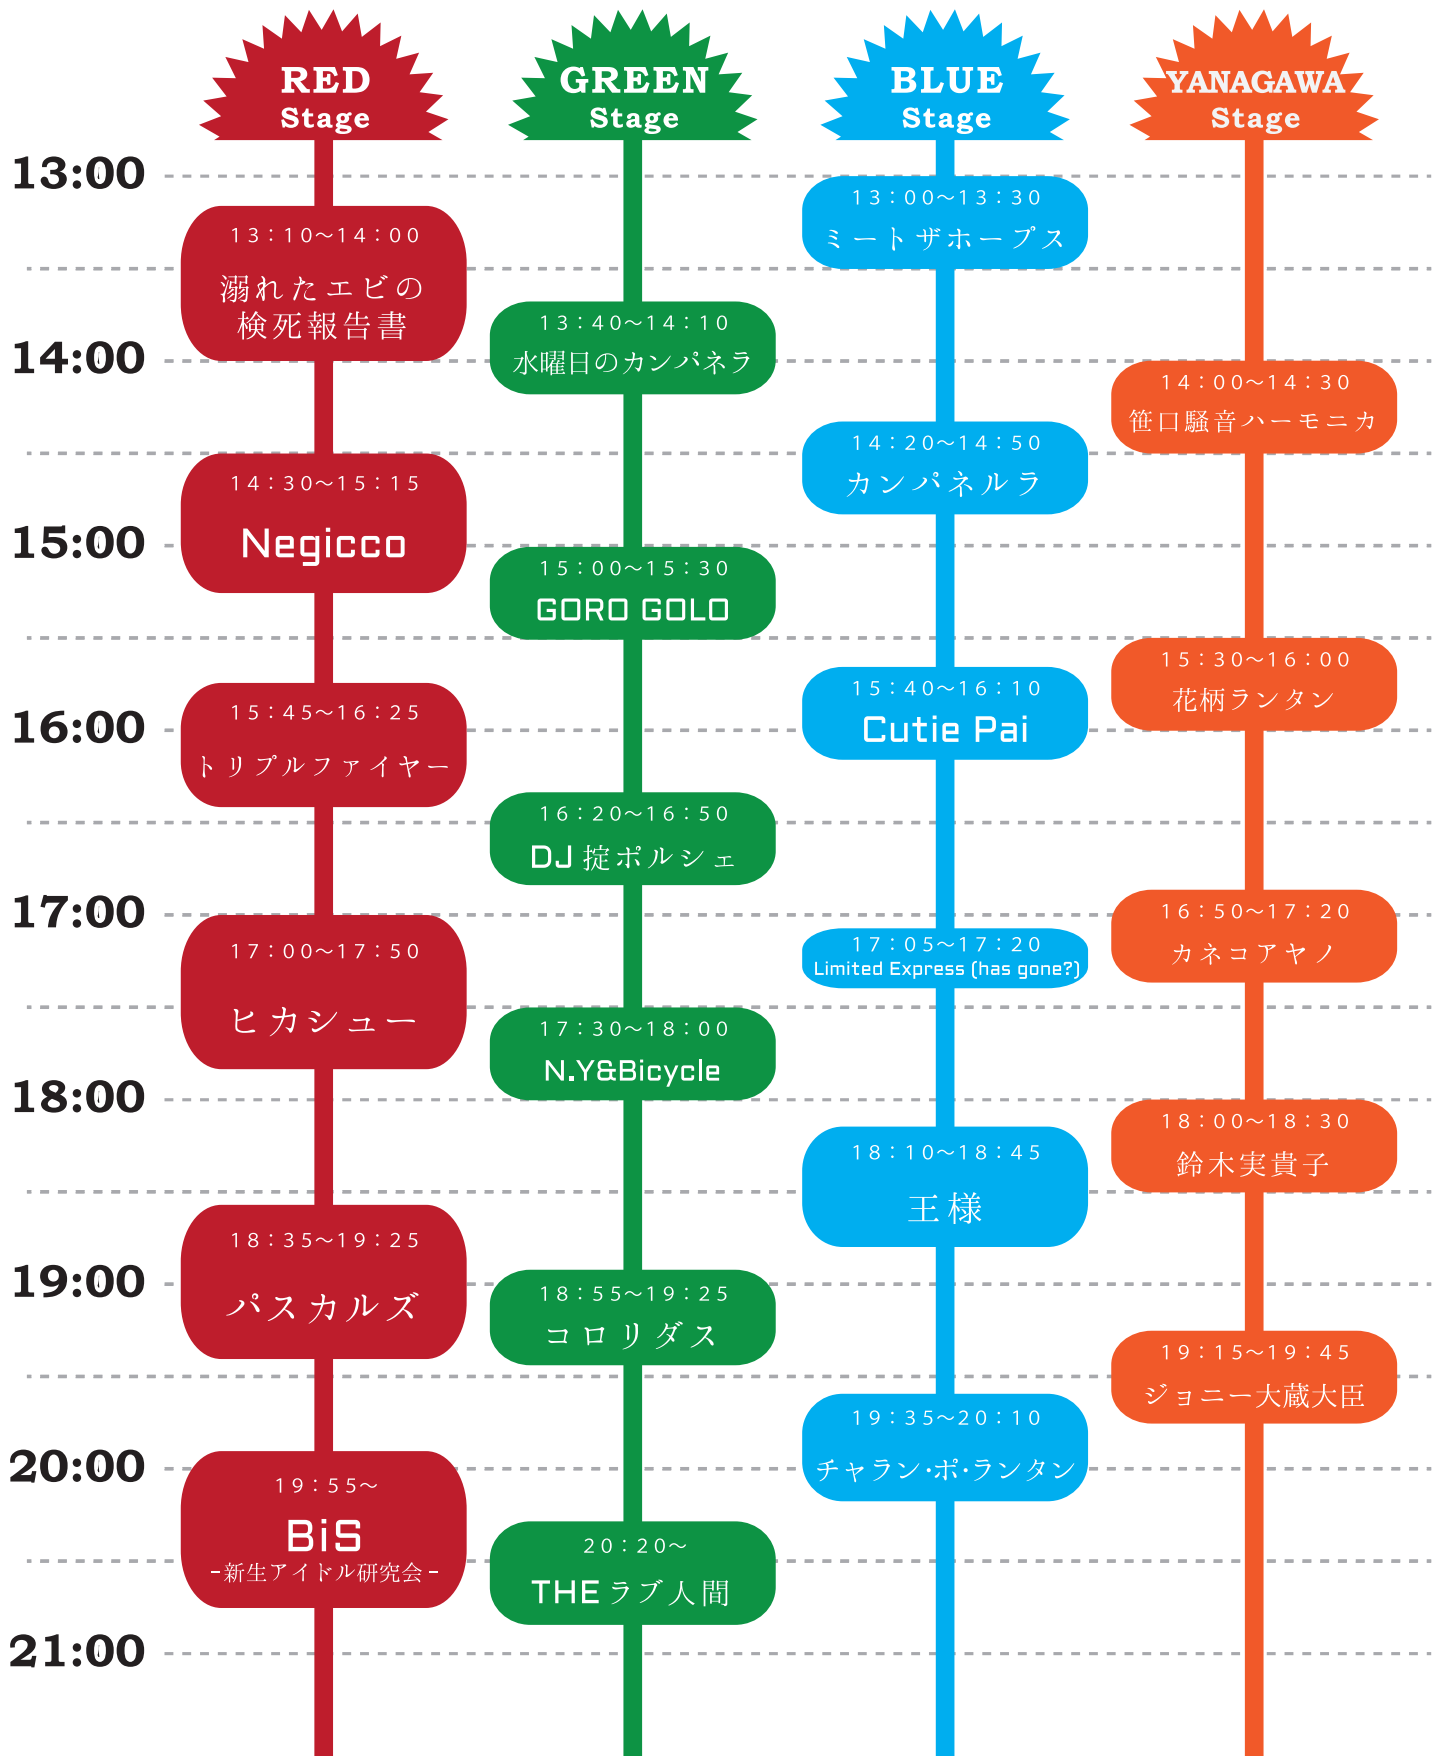 RED
Stage
GREEN
Stage
BLUE
Stage
YANAGAWA
Stage
13:00
14:00
15:00
16:00
17:00
18:00
19:00
20:00
21:00
13：10～14：00
溺れたエビの
検死報告書
14：30～15：15
Negicco
15：45～16：25
トリプルファイヤー
17：00～17：50
ヒカシュー
18：35～19：25
パスカルズ
19：55～
BiS
-新生アイドル研究会-
13：40～14：10
水曜日のカンパネラ
15：00～15：30
GORO GOLO
16：20～16：50
DJ 掟ポルシェ
17：30～18：00
N.Y&Bicycle
18：55～19：25
コロリダス
20：20～
THE ラブ人間
13：00～13：30
ミートザホープス
14：20～14：50
カンパネルラ
15：40～16：10
Cutie Pai
17：05～17：20
Limited Express (has gone?)
18：10～18：45
王様
19：35～20：10
チャラン・ポ・ランタン
14：00～14：30
笹口騒音ハーモニカ
15：30～16：00
花柄ランタン
16：50～17：20
カネコアヤノ
18：00～18：30
鈴木実貴子
19：15～19：45
ジョニー大蔵大臣